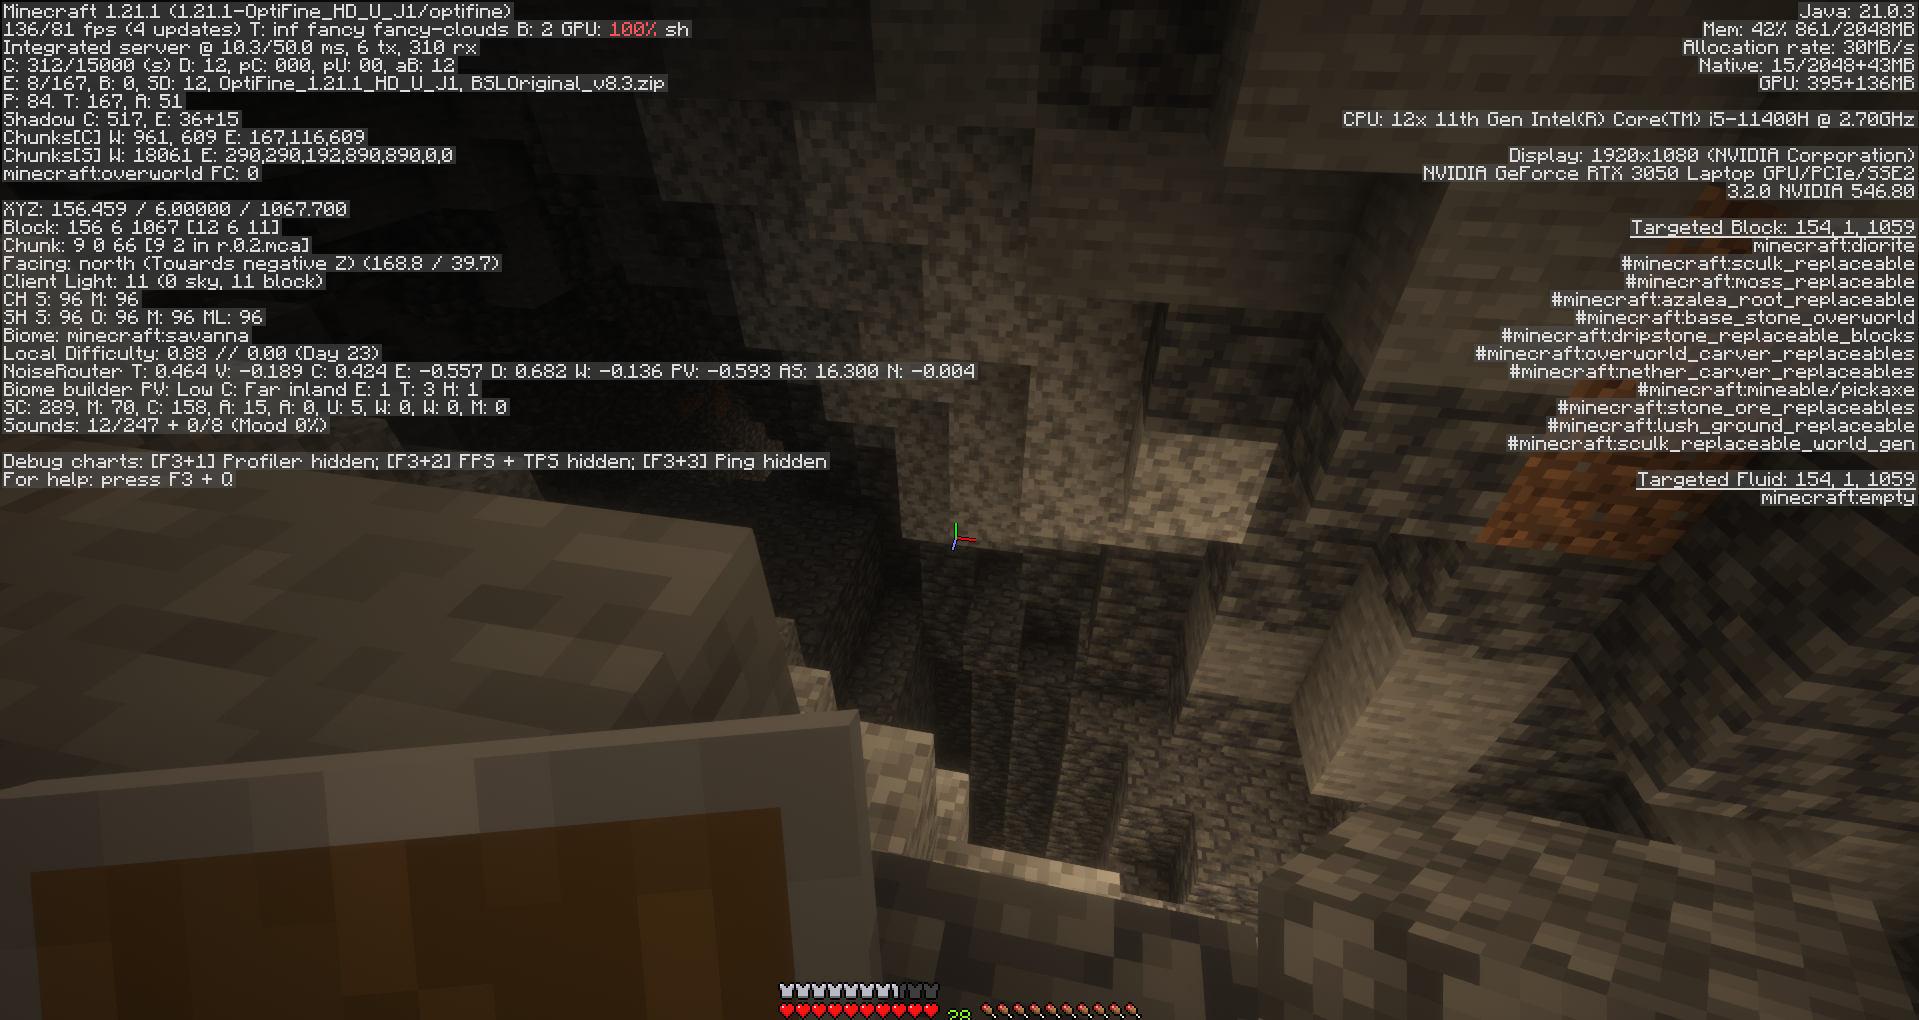 Minecraft 1.21.1 (1.21.1-OptiFine_HD_U_J1/optifine)
136/81 fps (4 updates) T: inf fancy fancy-clouds B: 2 GPU: 100% sh
Integrated server @ 10.3/50.0 ms, 6 tx, 310 rx
C: 312/15000 (s) D: 12, pC: 000, pU: 00, aB: 12
E: 8/167, B: 0, SD: 12, OptiFine_1.21.1_HD_U_J1, BSLOriginal_v8.3.zip
P: 84. T: 167, A: 51
Shadow C: 517, E: 36+15
Chunks[C] W: 961, 609 E: 167,116,609
Chunks[S] W: 18061 E: 290,290,192,890,890,0,0
minecraft:overworld FC: 0
XYZ: 156.459 / 6.00000 / 1067.700
Block: 156 6 1067 [12 6 11]
Chunk: 9 0 66 [9 2 in r.0.2.mca]
Facing: north (Towards negative Z) (168.8 / 39.7)
Client Light: 11 (0 sky, 11 block)
CH S: 96 M: 96
SH S: 96 O: 96 M: 96 ML: 96
Biome: minecraft:savanna
Local Difficulty: 0.88 // 0.00 (Day 23)
NoiseRouter T: 0.464 V: -0.189 C: 0.424 E: -0.557 D: 0.682 W: -0.136 PV: -0.593 AS: 16.300 N: -0.004
Biome builder PV: Low C: Far inland E: 1 T: 3 H: 1
SC: 289, M: 70, C: 158, A: 15, A: 0, U: 5, W: 0, W: 0, M: 0
Sounds: 12/247 + 0/8 (Mood 0%)
Debug charts: [F3+1] Profiler hidden; [F3+2] FPS + TPS hidden; [F3+3] Ping hidden
For help: press F3 + Q
Java: 21.0.3
Mem: 42% 861/2048MB
Allocation rate: 30MB/s
Native: 15/2048+43MB
GPU: 395+136MB
CPU: 12x 11th Gen Intel(R) Core(TM) i5-11400H @ 2.70GHz
Display: 1920x1080 (NVIDIA Corporation)
NVIDIA GeForce RTX 3050 Laptop GPU/PCIe/SSE2
3.2.0 NVIDIA 546.80
Targeted Block: 154, 1, 1059
minecraft:diorite
#minecraft:sculk_replaceable
#minecraft:moss_replaceable
#minecraft:azalea_root_replaceable
#minecraft:base_stone_overworld
#minecraft:dripstone_replaceable_blocks
#minecraft:overworld_carver_replaceables
#minecraft:nether_carver_replaceables
#minecraft:mineable/pickaxe
#minecraft:stone_ore_replaceables
#minecraft:lush_ground_replaceable
#minecraft:sculk_replaceable_world_gen
Targeted Fluid: 154, 1, 1059
minecraft:empty
28